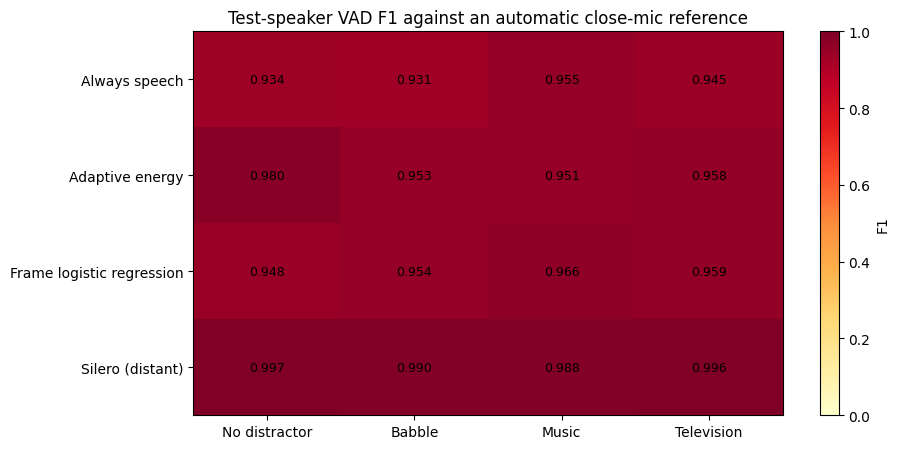 Test-speaker VAD F1 against an automatic close-mic reference
Always speech 0.934 0.931 0.955 0.945
Adaptive energy 0.980 0.953 0.951 0.958
Frame logistic regression 0.948 0.954 0.966 0.959
Silero (distant) 0.997 0.990 0.988 0.996
No distractor Babble Music Television
1.0
0.8
0.6
0.4
0.2
0.0
F1